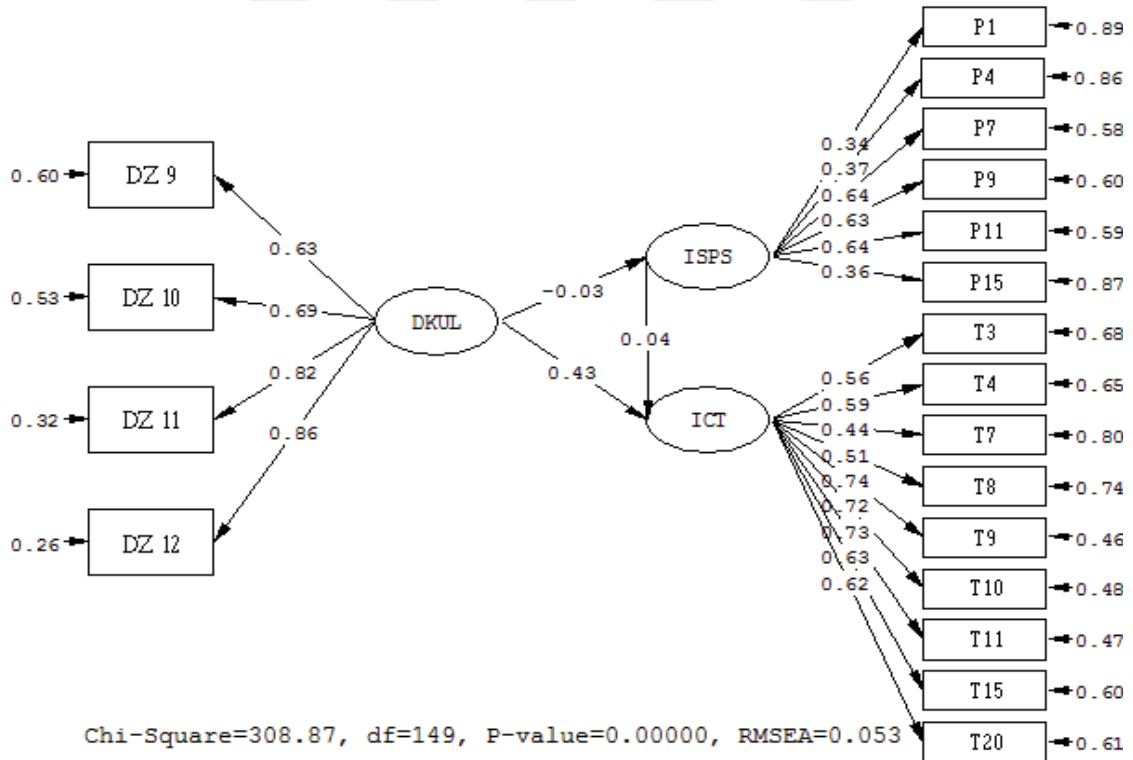 P1
0.89
P4
0.86
P7
0.58
P9
0.60
P11
0.59
P15
0.87
T3
0.68
T4
0.65
T7
0.80
T8
0.74
T9
0.46
T10
0.48
T11
0.47
T15
0.60
T20
0.61
0.34
0.37
0.64
0.63
0.64
0.36
0.56
0.59
0.44
0.51
0.74
0.72
0.73
0.63
0.62
ISPS
ICT
-0.03
0.04
0.43
DKUL
0.63
0.69
0.82
0.86
0.60
DZ 9
0.53
DZ 10
0.32
DZ 11
0.26
DZ 12
Chi-Square=308.87, df=149, P-value=0.00000, RMSEA=0.053